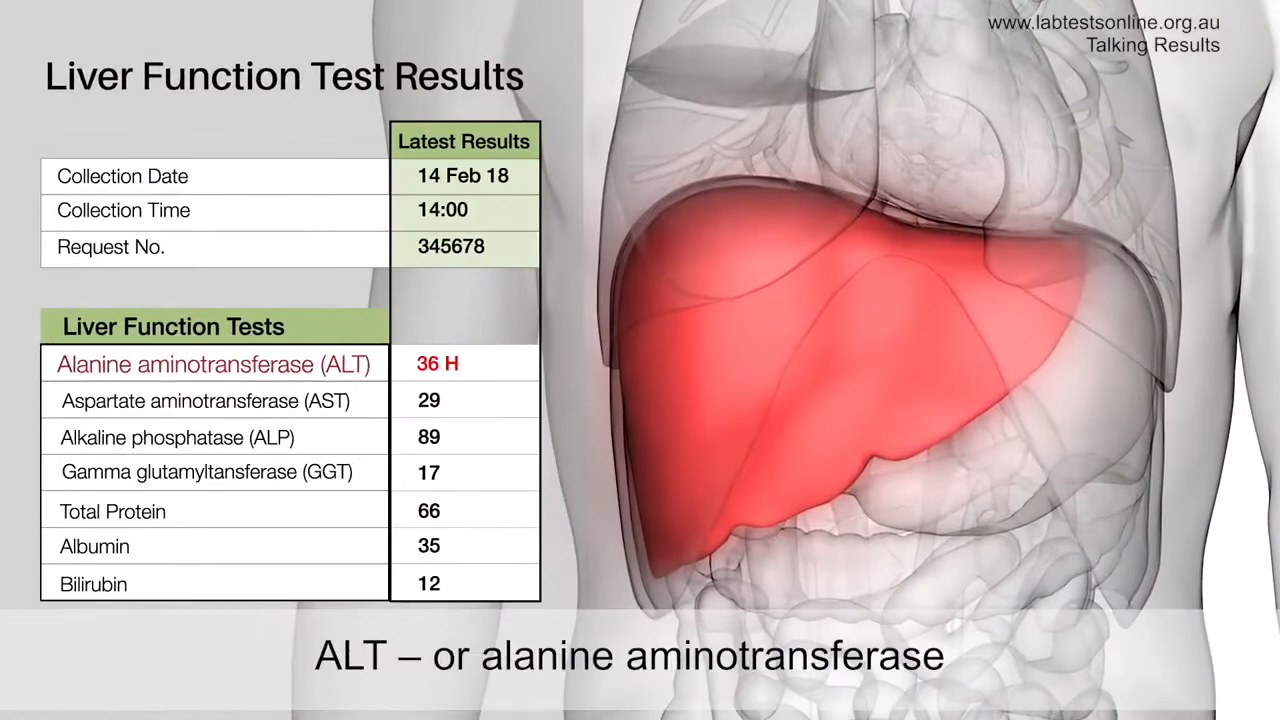 www.labtestsonline.org.au
Talking Results
Liver Function Test Results
Latest Results
Collection Date 14 Feb 18
Collection Time 14:00
Request No. 345678
Liver Function Tests
Alanine aminotransferase (ALT) 36 H
Aspartate aminotransferase (AST) 29
Alkaline phosphatase (ALP) 89
Gamma glutamyltansferase (GGT) 17
Total Protein 66
Albumin 35
Bilirubin 12
ALT – or alanine aminotransferase